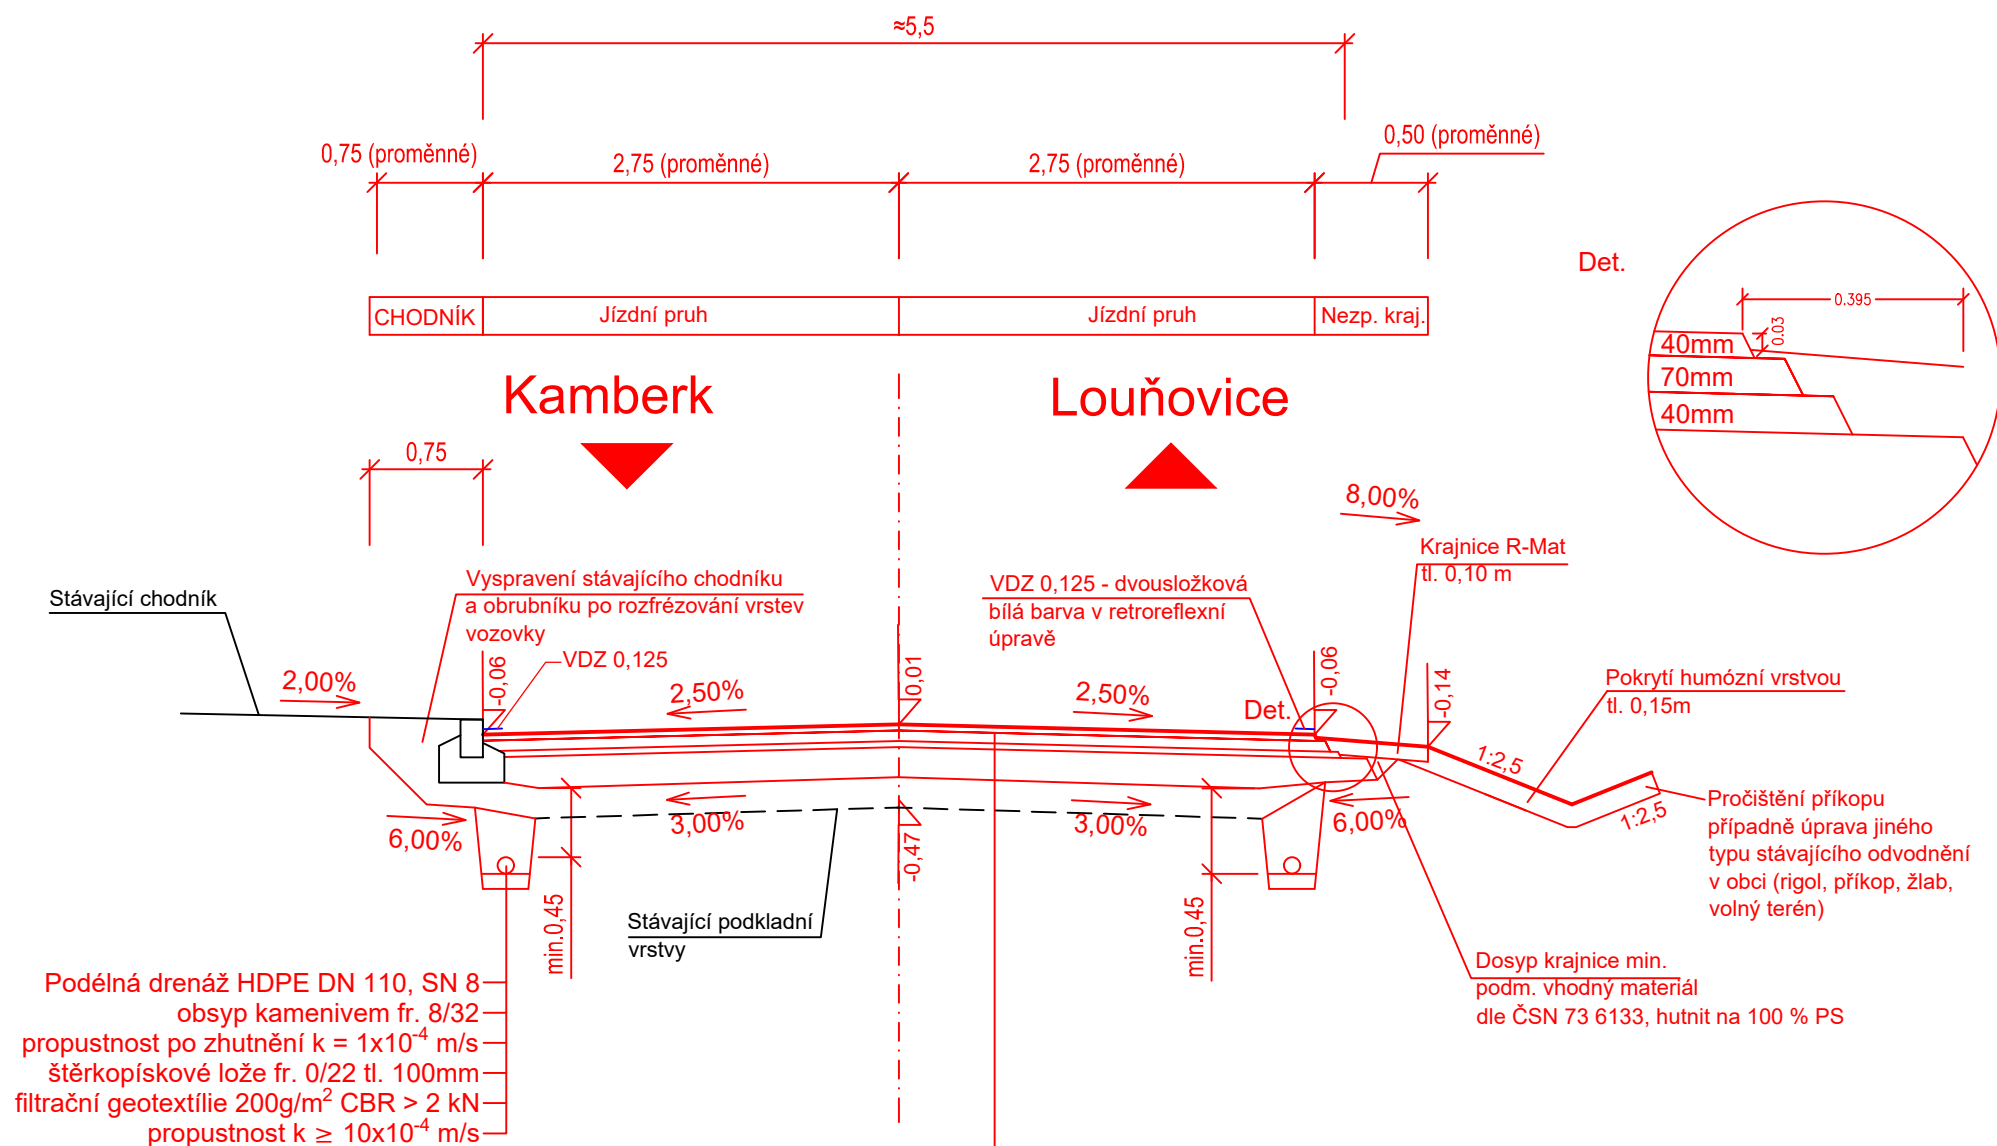 ≈5,5
0,75 (proměnné)
2,75 (proměnné)
2,75 (proměnné)
0,50 (proměnné)
CHODNÍK
Jízdní pruh
Jízdní pruh
Nezp. kraj.
Det.
0.395
0.03
40mm
70mm
40mm
Kamberk
Louňovice
0,75
8,00%
Krajnice R-Mat
tl. 0,10 m
Stávající chodník
Vyspravení stávajícího chodníku
a obrubníku po rozfrézování vrstev
vozovky
VDZ 0,125 - dvousložková
bílá barva v retroreflexní
úpravě
VDZ 0,125
2,00%
-0,06
2,50%
0,01
2,50%
Det.
-0,06
-0,14
Pokrytí humózní vrstvou
tl. 0,15m
1:2,5
1:2,5
Pročištění příkopu
případně úprava jiného
typu stávajícího odvodnění
v obci (rigol, příkop, žlab,
volný terén)
6,00%
3,00%
-0,47
3,00%
6,00%
min.0,45
min.0,45
Stávající podkladní
vrstvy
Dosyp krajnice min.
podm. vhodný materiál
dle ČSN 73 6133, hutnit na 100 % PS
Podélná drenáž HDPE DN 110, SN 8
obsyp kamenivem fr. 8/32
propustnost po zhutnění k = 1x10⁻⁴ m/s
štěrkopískové lože fr. 0/22 tl. 100mm
filtrační geotextílie 200g/m² CBR > 2 kN
propustnost k ≥ 10x10⁻⁴ m/s